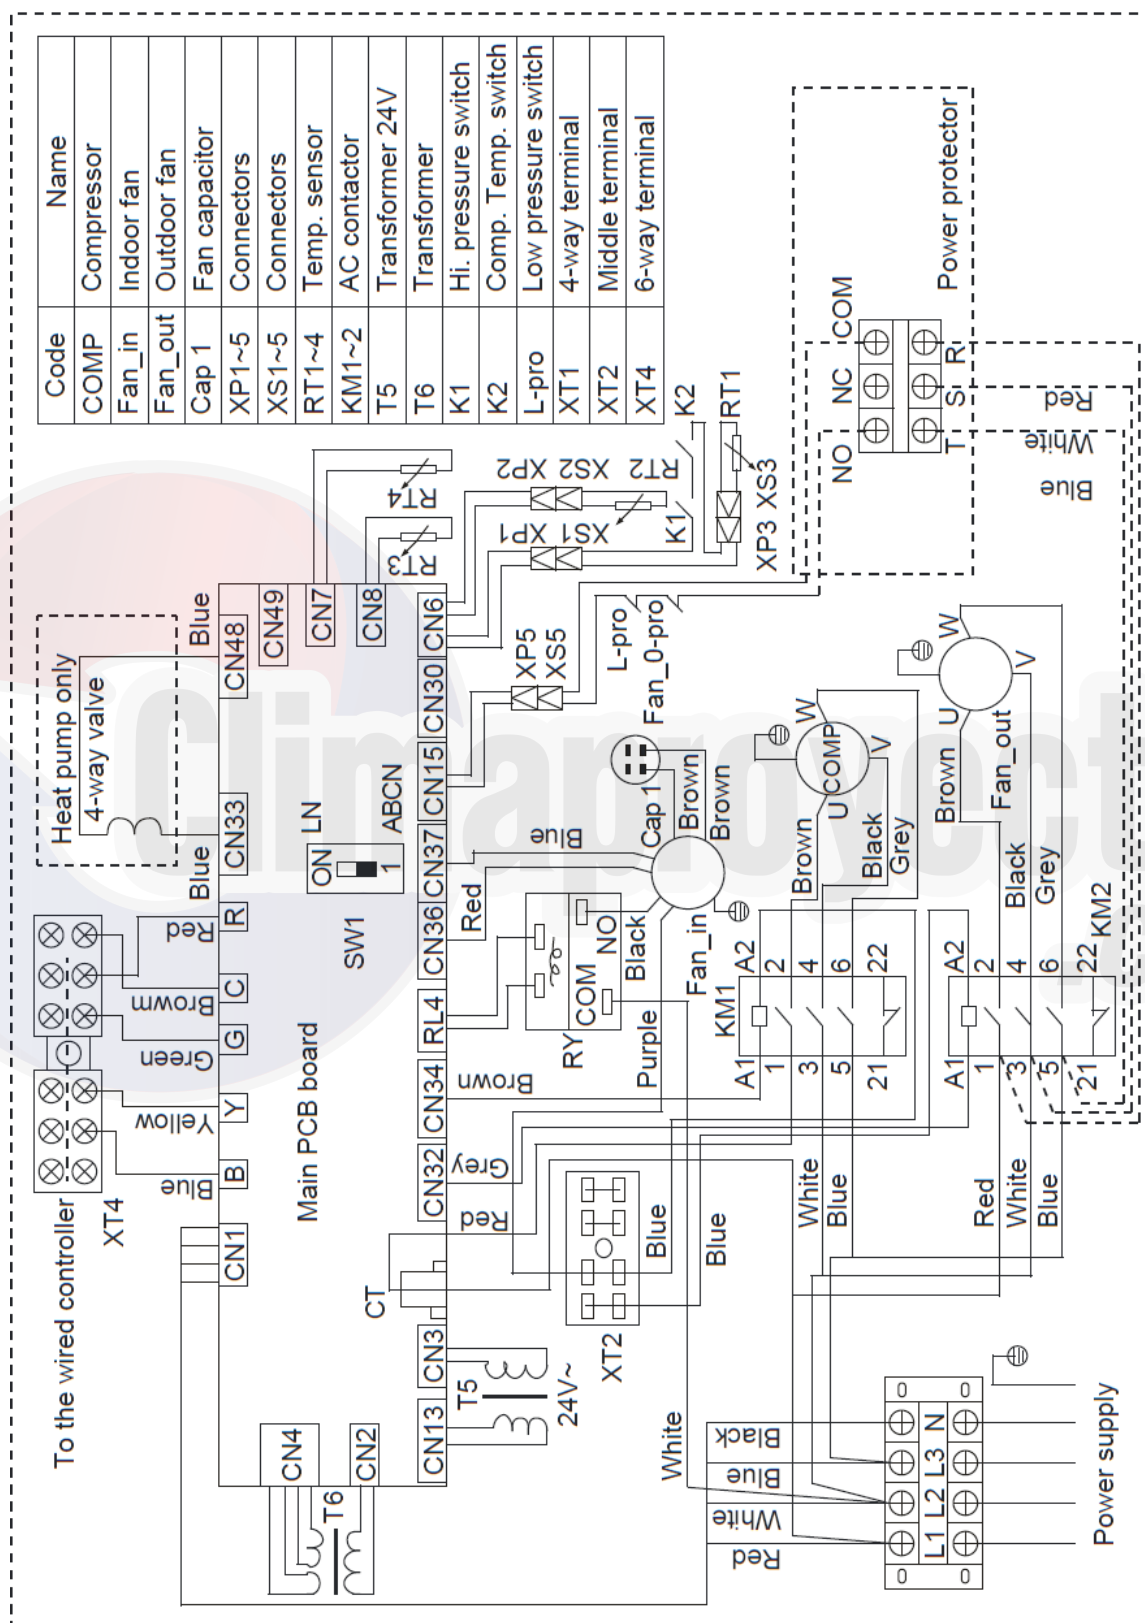 Code Name
COMP Compressor
Fan_in Indoor fan
Fan_out Outdoor fan
Cap 1 Fan capacitor
XP1~5 Connectors
XS1~5 Connectors
RT1~4 Temp. sensor
KM1~2 AC contactor
T5 Transformer 24V
T6 Transformer
K1 Hi. pressure switch
K2 Comp. Temp. switch
L-pro Low pressure switch
XT1 4-way terminal
XT2 Middle terminal
XT4 6-way terminal
To the wired controller
XT4
Heat pump only
4-way valve
Blue
Yellow
Green
Browm
Red
Blue
Blue
CN1
B
Y
G
C
R
CN33
CN48
CN49
CN7
CN8
RT4
RT3
CN4
CN2
T6
Main PCB board
SW1
ON
1
LN
ABCN
CT
CN13
CN3
CN32
CN34
RL4
CN36
CN37
CN15
CN30
CN6
T5
24V~
Red
Grey
Brown
Red
Blue
XP5
XS5
XP1
XS1
XP2
XS2
RT2
K1
K2
RT1
XP3
XS3
L-pro
Fan_0-pro
RY
COM
NO
Black
Purple
Fan_in
Cap 1
Brown
Brown
XT2
Blue
Blue
White
KM1
A1
A2
1
2
3
4
5
6
21
22
White
Blue
Brown
Black
Grey
U
COMP
W
V
A1
A2
1
2
3
4
5
6
21
22
KM2
Red
White
Blue
Black
Grey
Brown
U
W
V
Fan_out
NO
NC
COM
T
S
R
Power protector
Blue
White
Red
Red
White
Blue
Black
L1
L2
L3
N
Power supply
Climaproyect